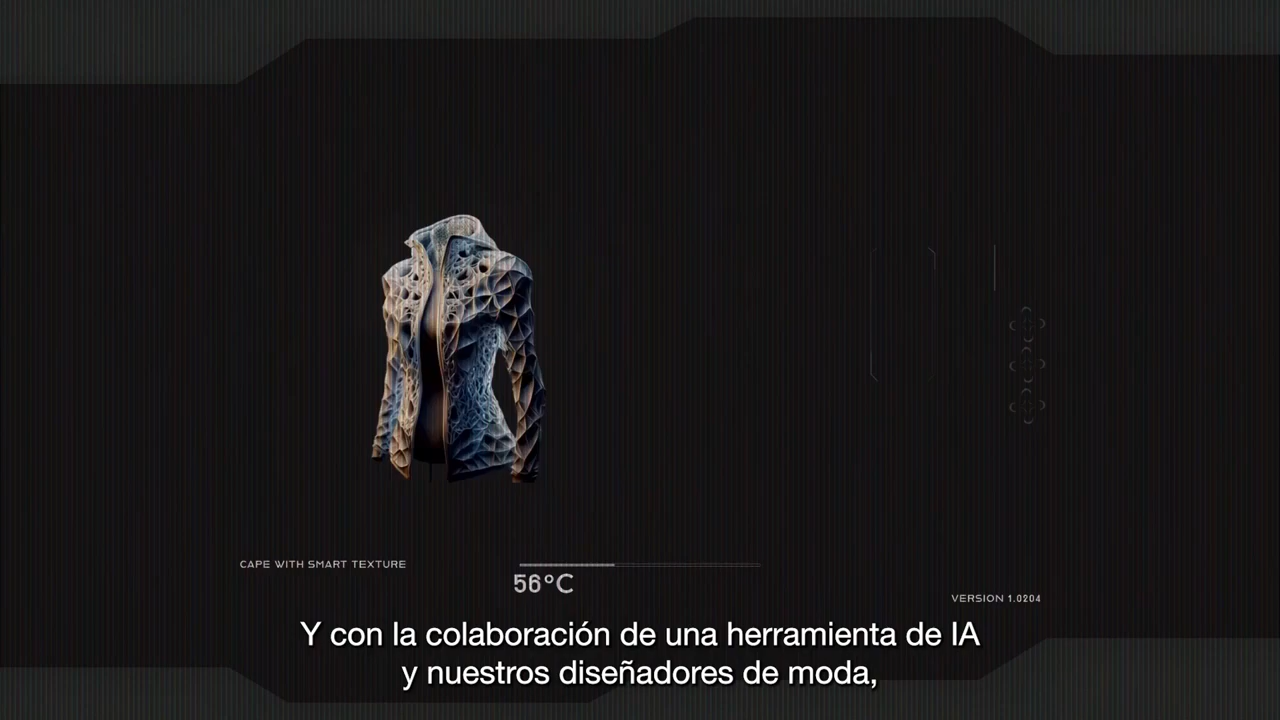 CAPE WITH SMART TEXTURE
56°C
VERSION 1.0204
Y con la colaboración de una herramienta de IA
y nuestros diseñadores de moda,